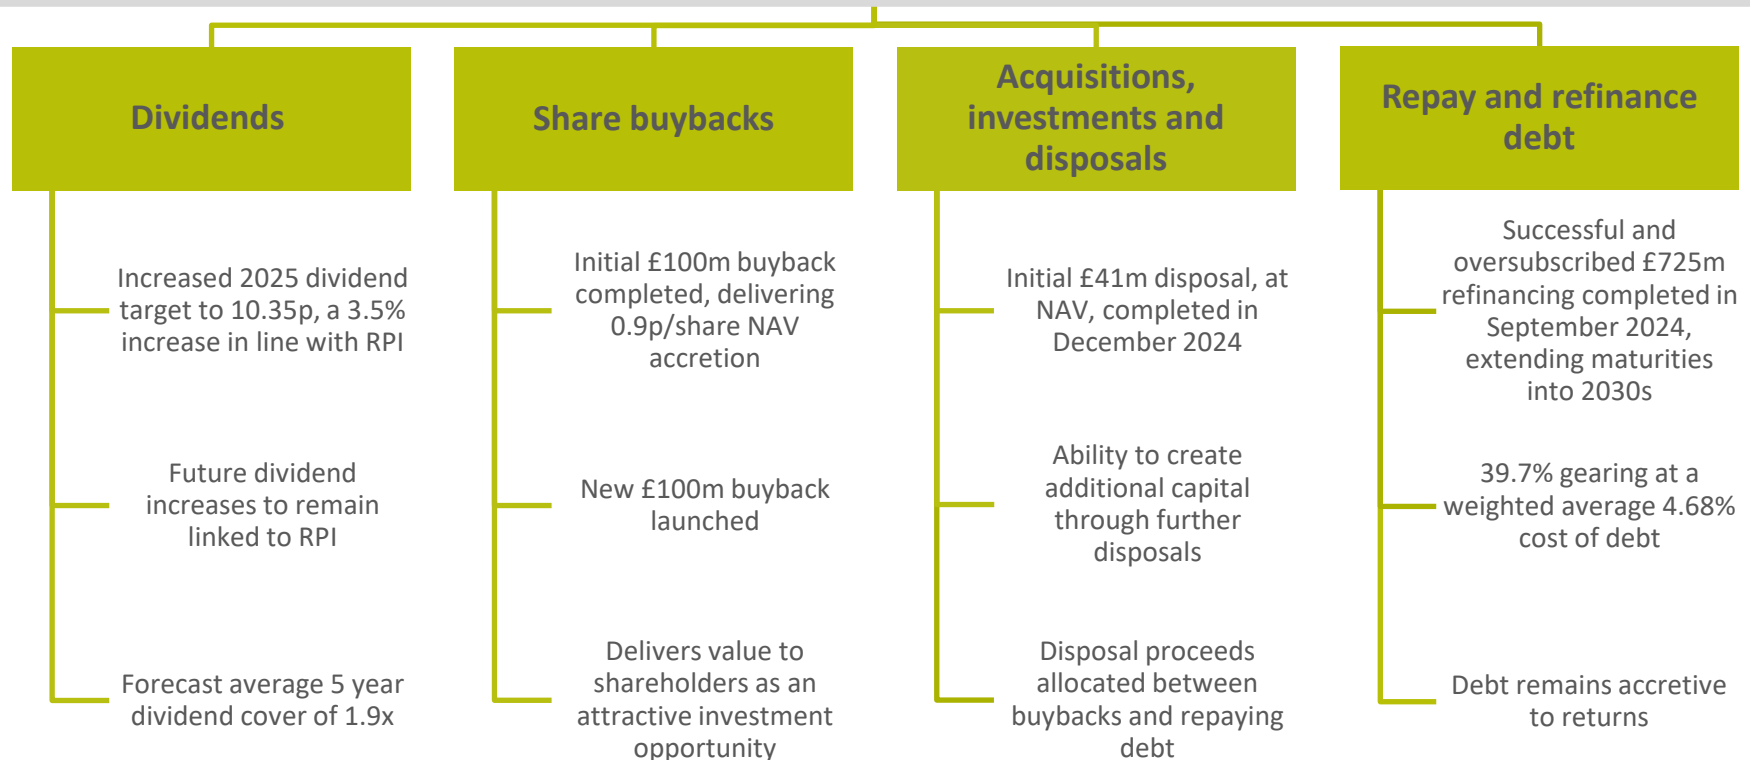 Dividends
Increased 2025 dividend
target to 10.35p, a 3.5%
increase in line with RPI
Future dividend
increases to remain
linked to RPI
Forecast average 5 year
dividend cover of 1.9x
Share buybacks
Initial £100m buyback
completed, delivering
0.9p/share NAV
accretion
New £100m buyback
launched
Delivers value to
shareholders as an
attractive investment
opportunity
Acquisitions,
investments and
disposals
Initial £41m disposal, at
NAV, completed in
December 2024
Ability to create
additional capital
through further
disposals
Disposal proceeds
allocated between
buybacks and repaying
debt
Repay and refinance
debt
Successful and
oversubscribed £725m
refinancing completed in
September 2024,
extending maturities
into 2030s
39.7% gearing at a
weighted average 4.68%
cost of debt
Debt remains accretive
to returns